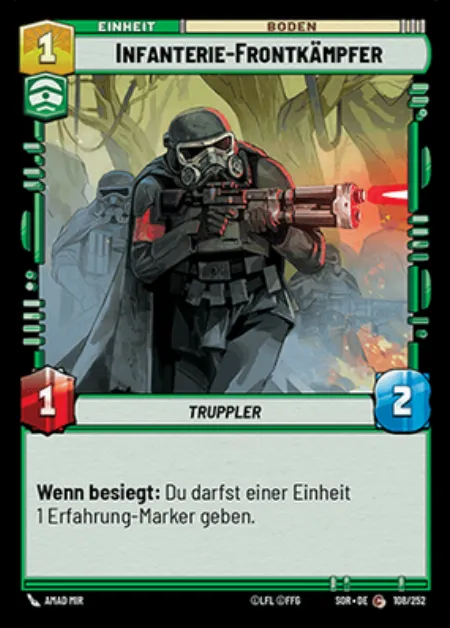 EINHEIT BODEN
1 INFANTERIE-FRONTKÄMPFER
1 TRUPPLER 2
Wenn besiegt: Du darfst einer Einheit
1 Erfahrung-Marker geben.
AMAD MIR ©LFL ©FFG SOR • DE C 108/252